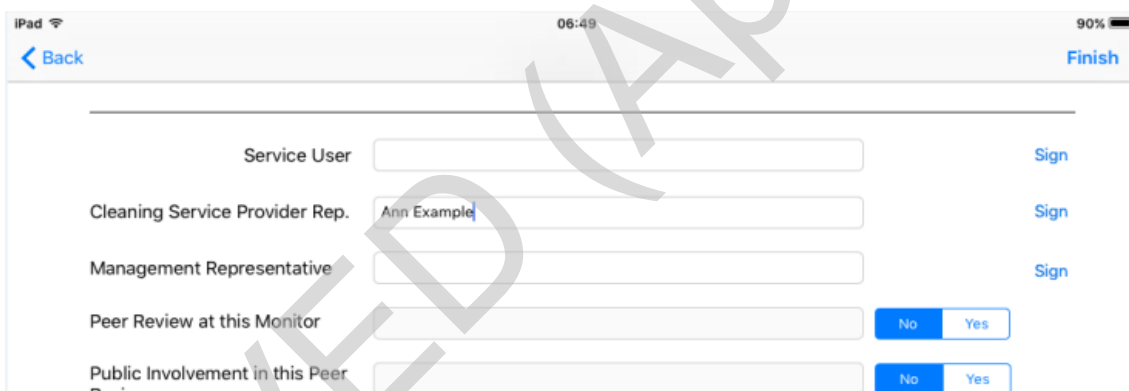 iPad 06:49 90%
Back Finish
Service User Sign
Cleaning Service Provider Rep. Ann Example Sign
Management Representative Sign
Peer Review at this Monitor No Yes
Public Involvement in this Peer No Yes